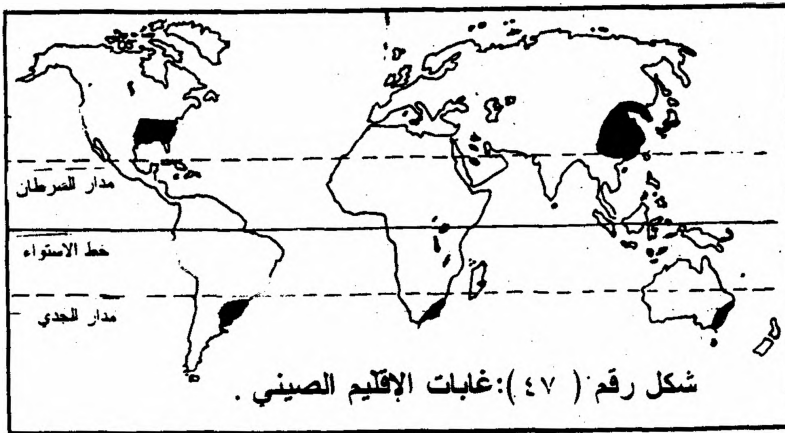 مدار السرطان
خط الاستواء
مدار الجدي
شكل رقم ( ٤٧ ): غابات الإقليم الصيني .